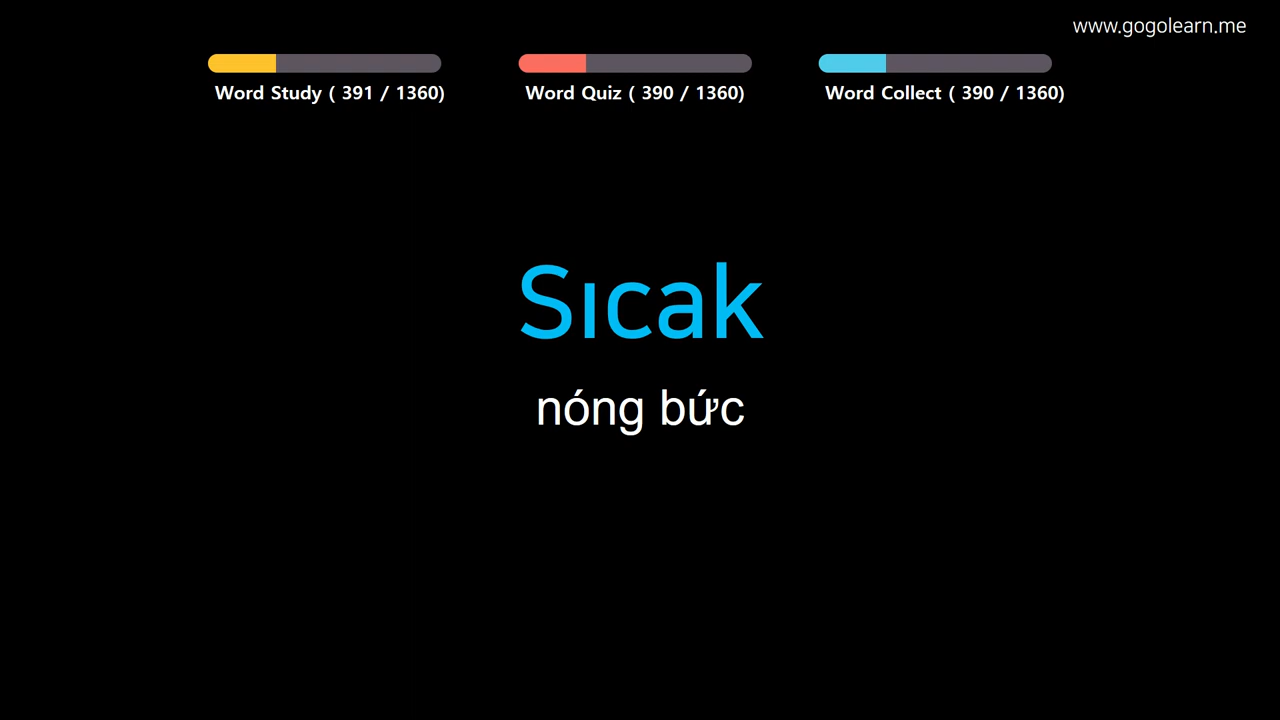 www.gogolearn.me
Word Study ( 391 / 1360)
Word Quiz ( 390 / 1360)
Word Collect ( 390 / 1360)
Sıcak
nóng bức